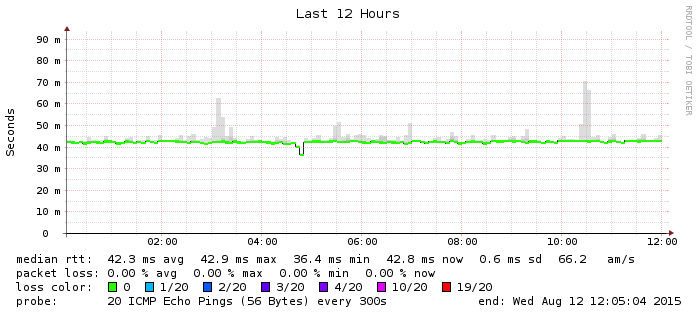 Last 12 Hours
RRDTOOL / TOBI OETIKER
Seconds
90 m
80 m
70 m
60 m
50 m
40 m
30 m
20 m
10 m
0
02:00 04:00 06:00 08:00 10:00 12:00
median rtt: 42.3 ms avg 42.9 ms max 36.4 ms min 42.8 ms now 0.6 ms sd 66.2 am/s
packet loss: 0.00 % avg 0.00 % max 0.00 % min 0.00 % now
loss color: 0 1/20 2/20 3/20 4/20 10/20 19/20
probe: 20 ICMP Echo Pings (56 Bytes) every 300s end: Wed Aug 12 12:05:04 2015